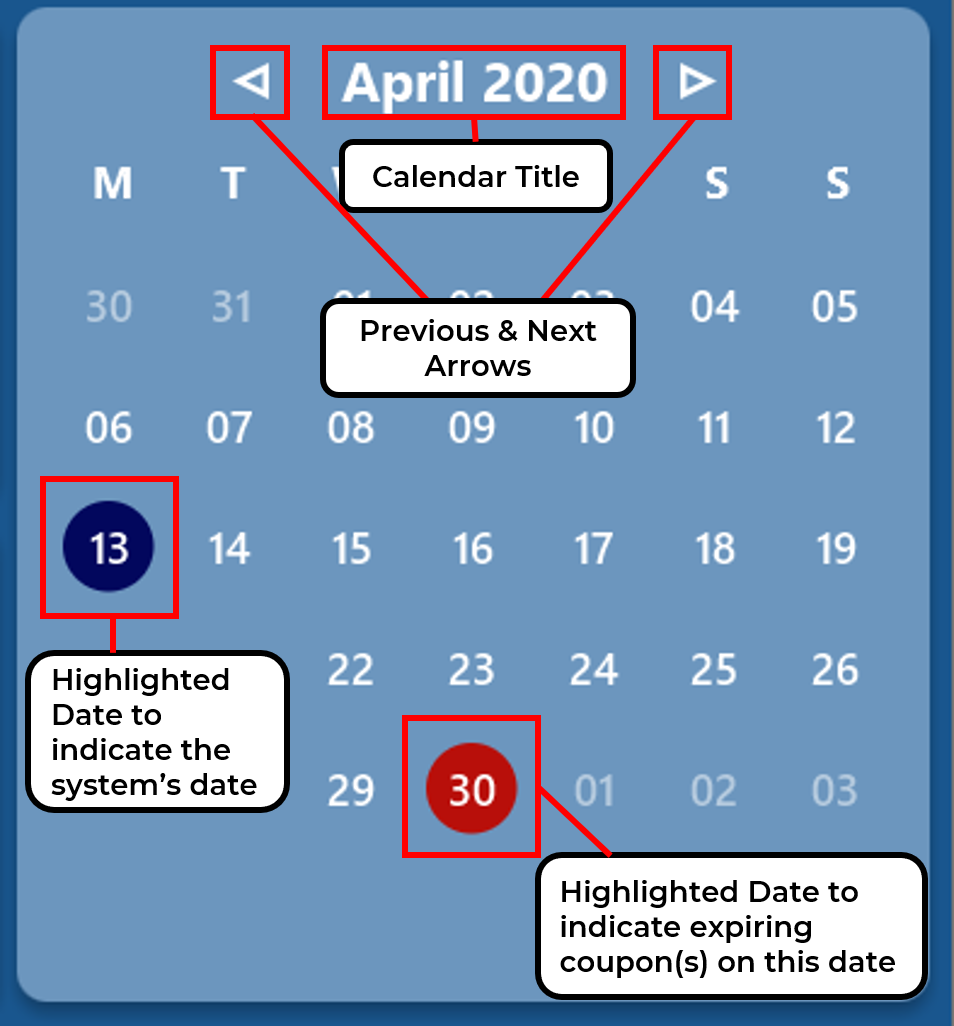 April 2020
Calendar Title
M T S S
30 31 04 05
Previous & Next
Arrows
06 07 08 09 10 11 12
13 14 15 16 17 18 19
22 23 24 25 26
Highlighted
Date to
indicate the
system's date
29 30 01 02 03
Highlighted Date to
indicate expiring
coupon(s) on this date